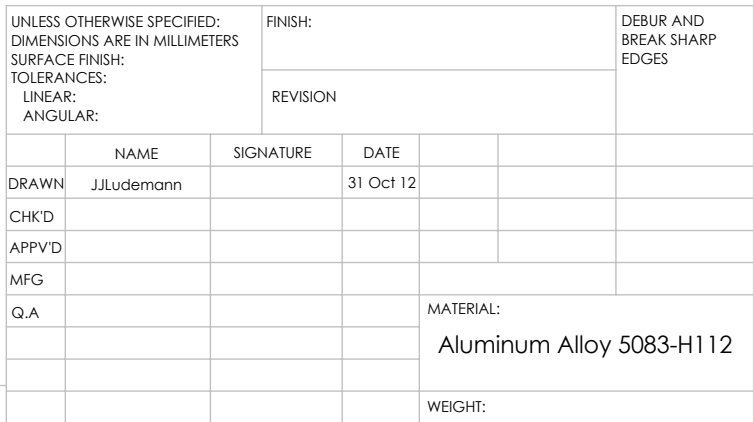 UNLESS OTHERWISE SPECIFIED:
DIMENSIONS ARE IN MILLIMETERS
SURFACE FINISH:
TOLERANCES:
LINEAR:
ANGULAR:
FINISH:
REVISION
DEBUR AND
BREAK SHARP
EDGES
NAME SIGNATURE DATE
DRAWN JJLudemann 31 Oct 12
CHK'D
APPV'D
MFG
Q.A
MATERIAL:
Aluminum Alloy 5083-H112
WEIGHT: